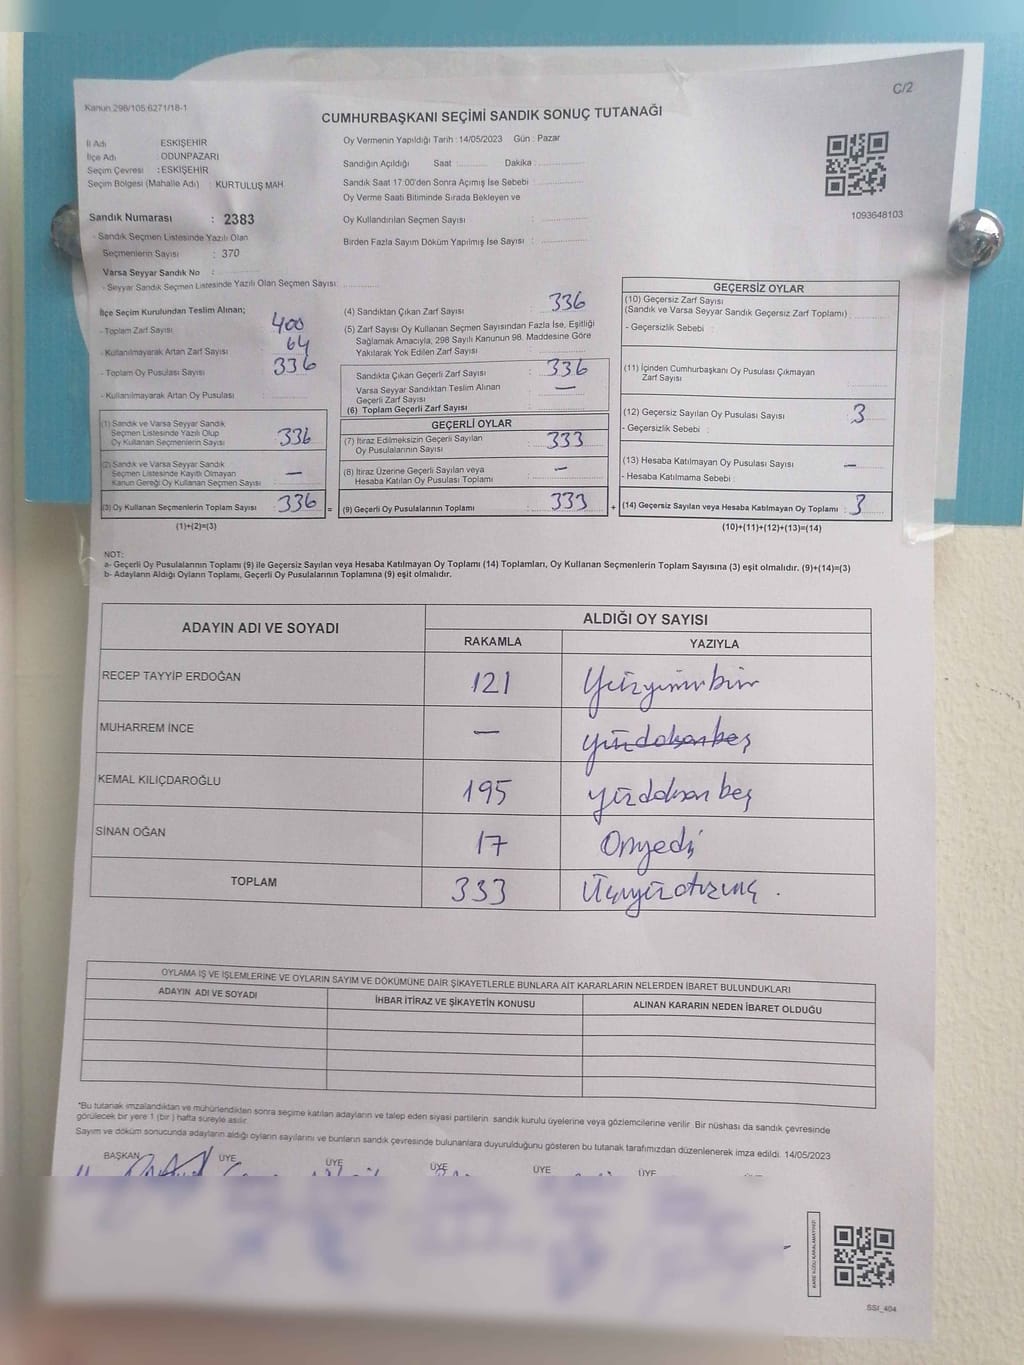 Kanun 298/105 6271/18-1
C/2
CUMHURBAŞKANI SEÇİMİ SANDIK SONUÇ TUTANAĞI
İl Adı ESKİŞEHİR
İlçe Adı : ODUNPAZARI
Seçim Çevresi : ESKİŞEHİR
Seçim Bölgesi (Mahalle Adı) : KURTULUŞ MAH
Sandık Numarası : 2383
- Sandık Seçmen Listesinde Yazılı Olan
Seçmenlerin Sayısı : 370
Varsa Seyyar Sandık No :
- Seyyar Sandık Seçmen Listesinde Yazılı Olan Seçmen Sayısı:
Oy Vermenin Yapıldığı Tarih : 14/05/2023 Gün : Pazar
Sandığın Açıldığı Saat : Dakika :
Sandık Saat 17:00'den Sonra Açımış İse Sebebi :
Oy Verme Saati Bitiminde Sırada Bekleyen ve
Oy Kullandırılan Seçmen Sayısı :
Birden Fazla Sayım Döküm Yapılmış İse Sayısı :
1093648103
İlçe Seçim Kurulundan Teslim Alınan;
- Toplam Zarf Sayısı : 400
- Kullanılmayarak Artan Zarf Sayısı : 64
- Toplam Oy Pusulası Sayısı : 336
- Kullanılmayarak Artan Oy Pusulası :
(1) Sandık ve Varsa Seyyar Sandık
Seçmen Listesinde Yazılı Olup
Oy Kullanan Seçmenlerin Sayısı : 336
(2) Sandık ve Varsa Seyyar Sandık
Seçmen Listesinde Kayıtlı Olmayan
Kanun Gereği Oy Kullanan Seçmen Sayısı : —
(3) Oy Kullanan Seçmenlerin Toplam Sayısı : 336 =
(1)+(2)=(3)
(4) Sandıktan Çıkan Zarf Sayısı : 336
(5) Zarf Sayısı Oy Kullanan Seçmen Sayısından Fazla İse, Eşitliği
Sağlamak Amacıyla, 298 Sayılı Kanunun 98. Maddesine Göre
Yakılarak Yok Edilen Zarf Sayısı :
Sandıkta Çıkan Geçerli Zarf Sayısı : 336
Varsa Seyyar Sandıktan Teslim Alınan
Geçerli Zarf Sayısı : —
(6) Toplam Geçerli Zarf Sayısı :
GEÇERLİ OYLAR
(7) İtiraz Edilmeksizin Geçerli Sayılan
Oy Pusulalarının Sayısı : 333
(8) İtiraz Üzerine Geçerli Sayılan veya
Hesaba Katılan Oy Pusulası Toplamı : —
(9) Geçerli Oy Pusulalarının Toplamı : 333 +
GEÇERSİZ OYLAR
(10) Geçersiz Zarf Sayısı
(Sandık ve Varsa Seyyar Sandık Geçersiz Zarf Toplamı) :
- Geçersizlik Sebebi :
(11) İçinden Cumhurbaşkanı Oy Pusulası Çıkmayan
Zarf Sayısı :
(12) Geçersiz Sayılan Oy Pusulası Sayısı : 3
- Geçersizlik Sebebi :
(13) Hesaba Katılmayan Oy Pusulası Sayısı : —
- Hesaba Katılmama Sebebi :
(14) Geçersiz Sayılan veya Hesaba Katılmayan Oy Toplamı : 3
(10)+(11)+(12)+(13)=(14)
NOT:
a- Geçerli Oy Pusulalarının Toplamı (9) ile Geçersiz Sayılan veya Hesaba Katılmayan Oy Toplamı (14) Toplamları, Oy Kullanan Seçmenlerin Toplam Sayısına (3) eşit olmalıdır. (9)+(14)=(3)
b- Adayların Aldığı Oyların Toplamı, Geçerli Oy Pusulalarının Toplamına (9) eşit olmalıdır.
ADAYIN ADI VE SOYADI
ALDIĞI OY SAYISI
RAKAMLA YAZIYLA
RECEP TAYYİP ERDOĞAN 121 Yüzyirmibir
MUHARREM İNCE — yüzdoksanbeş
KEMAL KILIÇDAROĞLU 195 yüzdoksanbeş
SİNAN OĞAN 17 Onyedi
TOPLAM 333 Üçyüzotuzüç.
OYLAMA İŞ VE İŞLEMLERİNE VE OYLARIN SAYIM VE DÖKÜMÜNE DAİR ŞİKAYETLERLE BUNLARA AİT KARARLARIN NELERDEN İBARET BULUNDUKLARI
ADAYIN ADI VE SOYADI İHBAR İTİRAZ VE ŞİKAYETİN KONUSU ALINAN KARARIN NEDEN İBARET OLDUĞU
*Bu tutanak imzalandıktan ve mühürlendikten sonra seçime katılan adayların ve talep eden siyasi partilerin sandık kurulu üyelerine veya gözlemcilerine verilir. Bir nüshası da sandık çevresinde
görülecek bir yere 1 (bir ) hafta süreyle asılır.
Sayım ve döküm sonucunda adayların aldığı oyların sayılarını ve bunların sandık çevresinde bulunanlara duyurulduğunu gösteren bu tutanak tarafımızdan düzenlenerek imza edildi. 14/05/2023
BAŞKAN ÜYE ÜYE ÜYE ÜYE ÜYE
KARE KODU KARALAMAYINIZ!
SSI_404